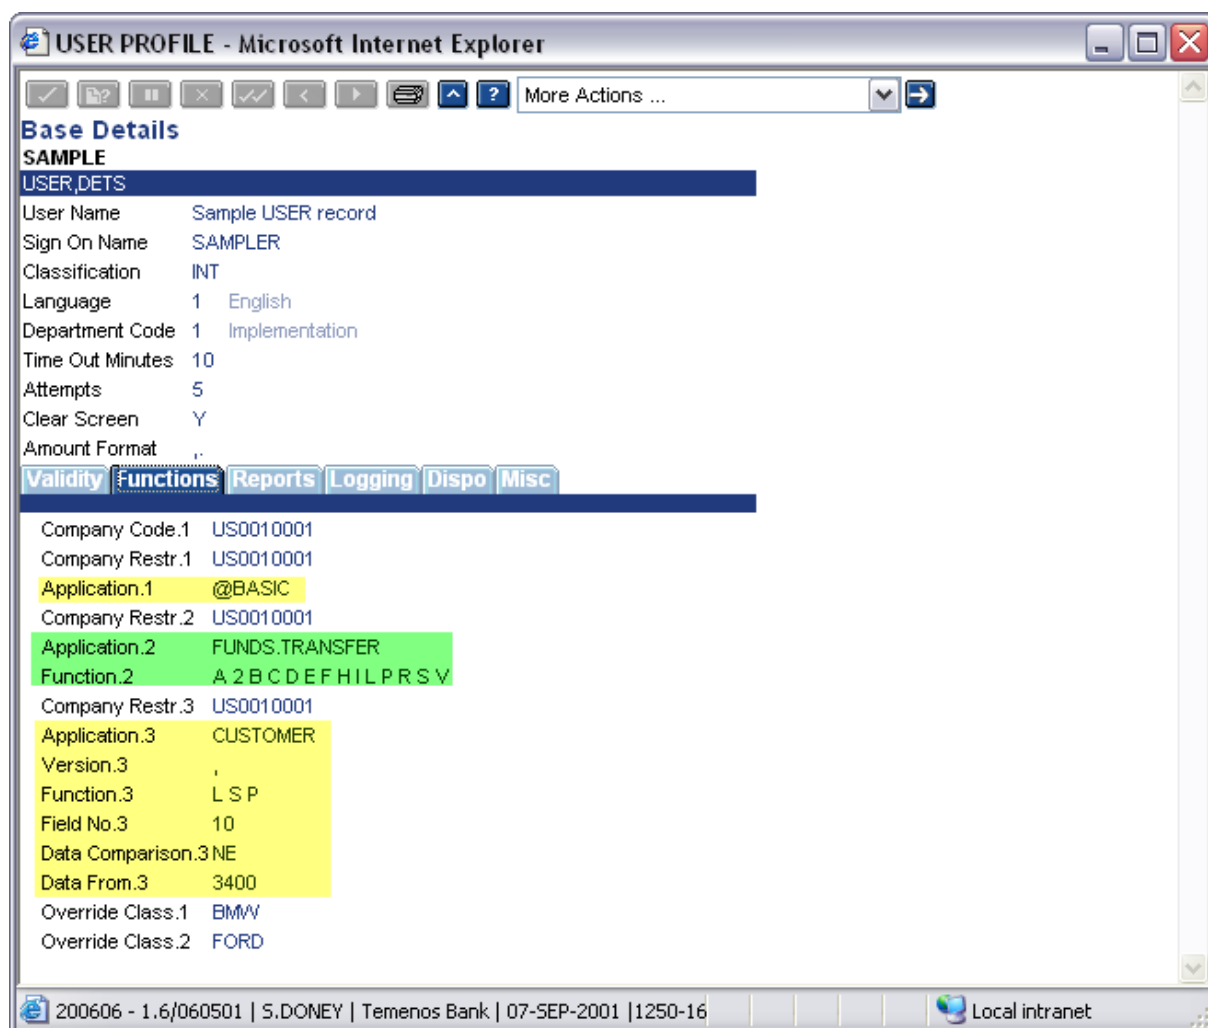 USER PROFILE - Microsoft Internet Explorer
More Actions ...
Base Details
SAMPLE
USER,DETS
User Name Sample USER record
Sign On Name SAMPLER
Classification INT
Language 1 English
Department Code 1 Implementation
Time Out Minutes 10
Attempts 5
Clear Screen Y
Amount Format ,.
Validity Functions Reports Logging Dispo Misc
Company Code.1 US0010001
Company Restr.1 US0010001
Application.1 @BASIC
Company Restr.2 US0010001
Application.2 FUNDS.TRANSFER
Function.2 A 2 B C D E F H I L P R S V
Company Restr.3 US0010001
Application.3 CUSTOMER
Version.3 ,
Function.3 L S P
Field No.3 10
Data Comparison.3 NE
Data From.3 3400
Override Class.1 BMW
Override Class.2 FORD
200606 - 1.6/060501 | S.DONEY | Temenos Bank | 07-SEP-2001 |1250-16 Local intranet